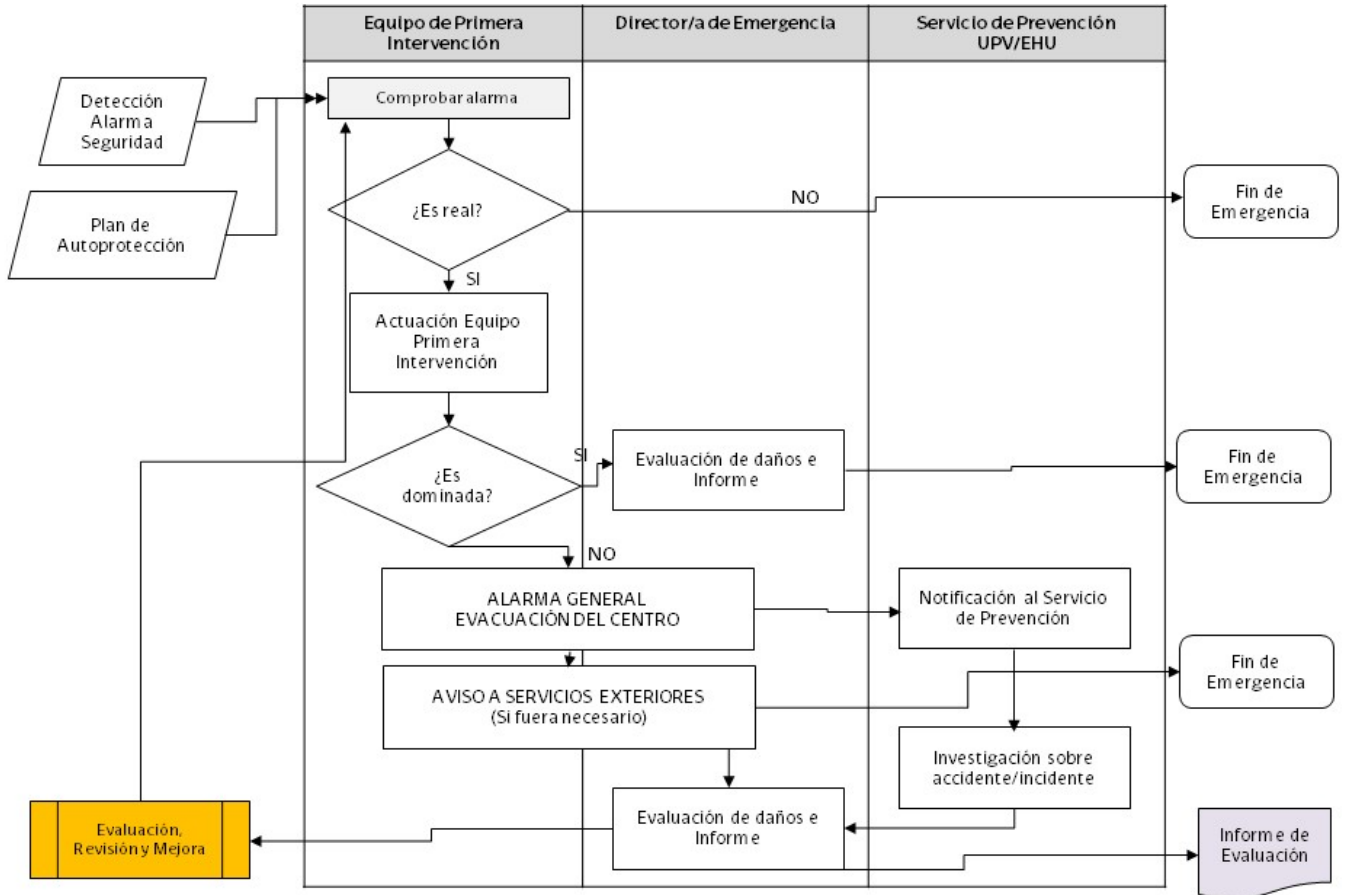 Equipo de Primera
Intervención
Director/a de Emergencia
Servicio de Prevención
UPV/EHU
Detección
Alarma
Seguridad
Comprobar alarma
Plan de
Autoprotección
¿Es real?
NO
Fin de
Emergencia
SI
Actuación Equipo
Primera
Intervención
¿Es
dominada?
SI
Evaluación de daños e
Informe
Fin de
Emergencia
NO
ALARMA GENERAL
EVACUACIÓN DEL CENTRO
Notificación al Servicio
de Prevención
AVISO A SERVICIOS EXTERIORES
(Si fuera necesario)
Fin de
Emergencia
Investigación sobre
accidente/incidente
Evaluación,
Revisión y Mejora
Evaluación de daños e
Informe
Informe de
Evaluación